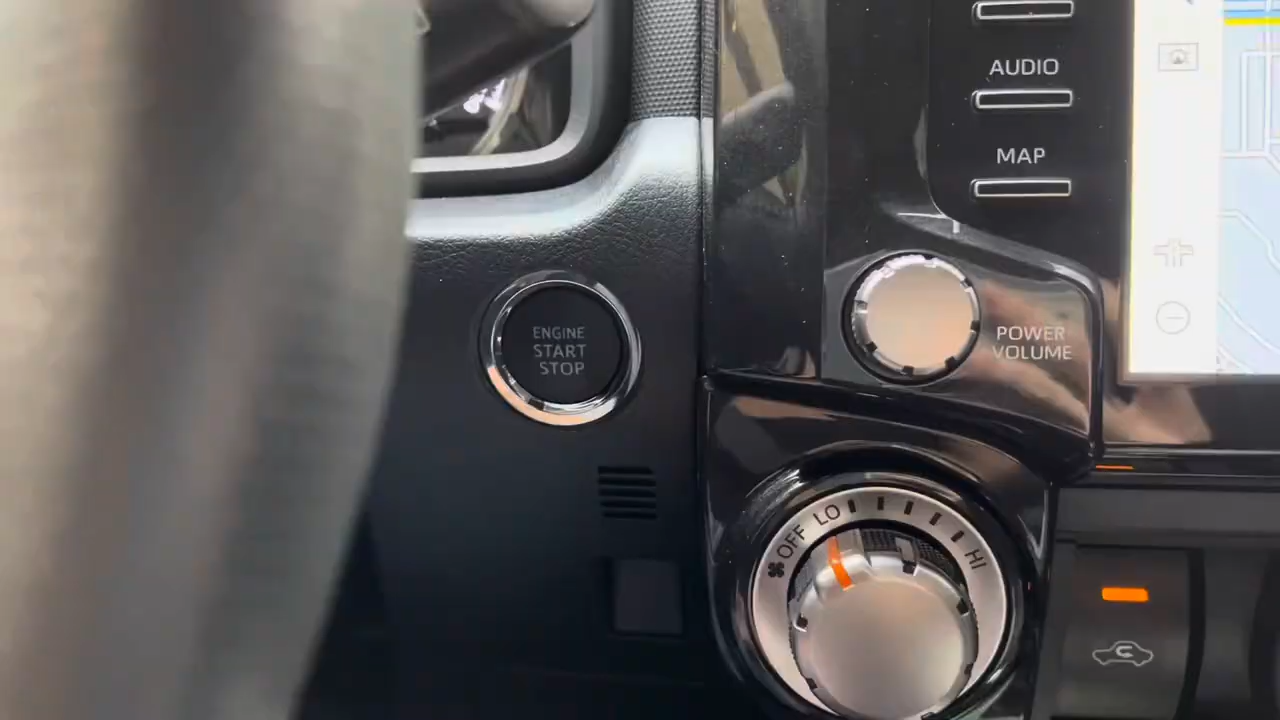 AUDIO
MAP
ENGINE
START
STOP
POWER
VOLUME
OFF
LO
HI